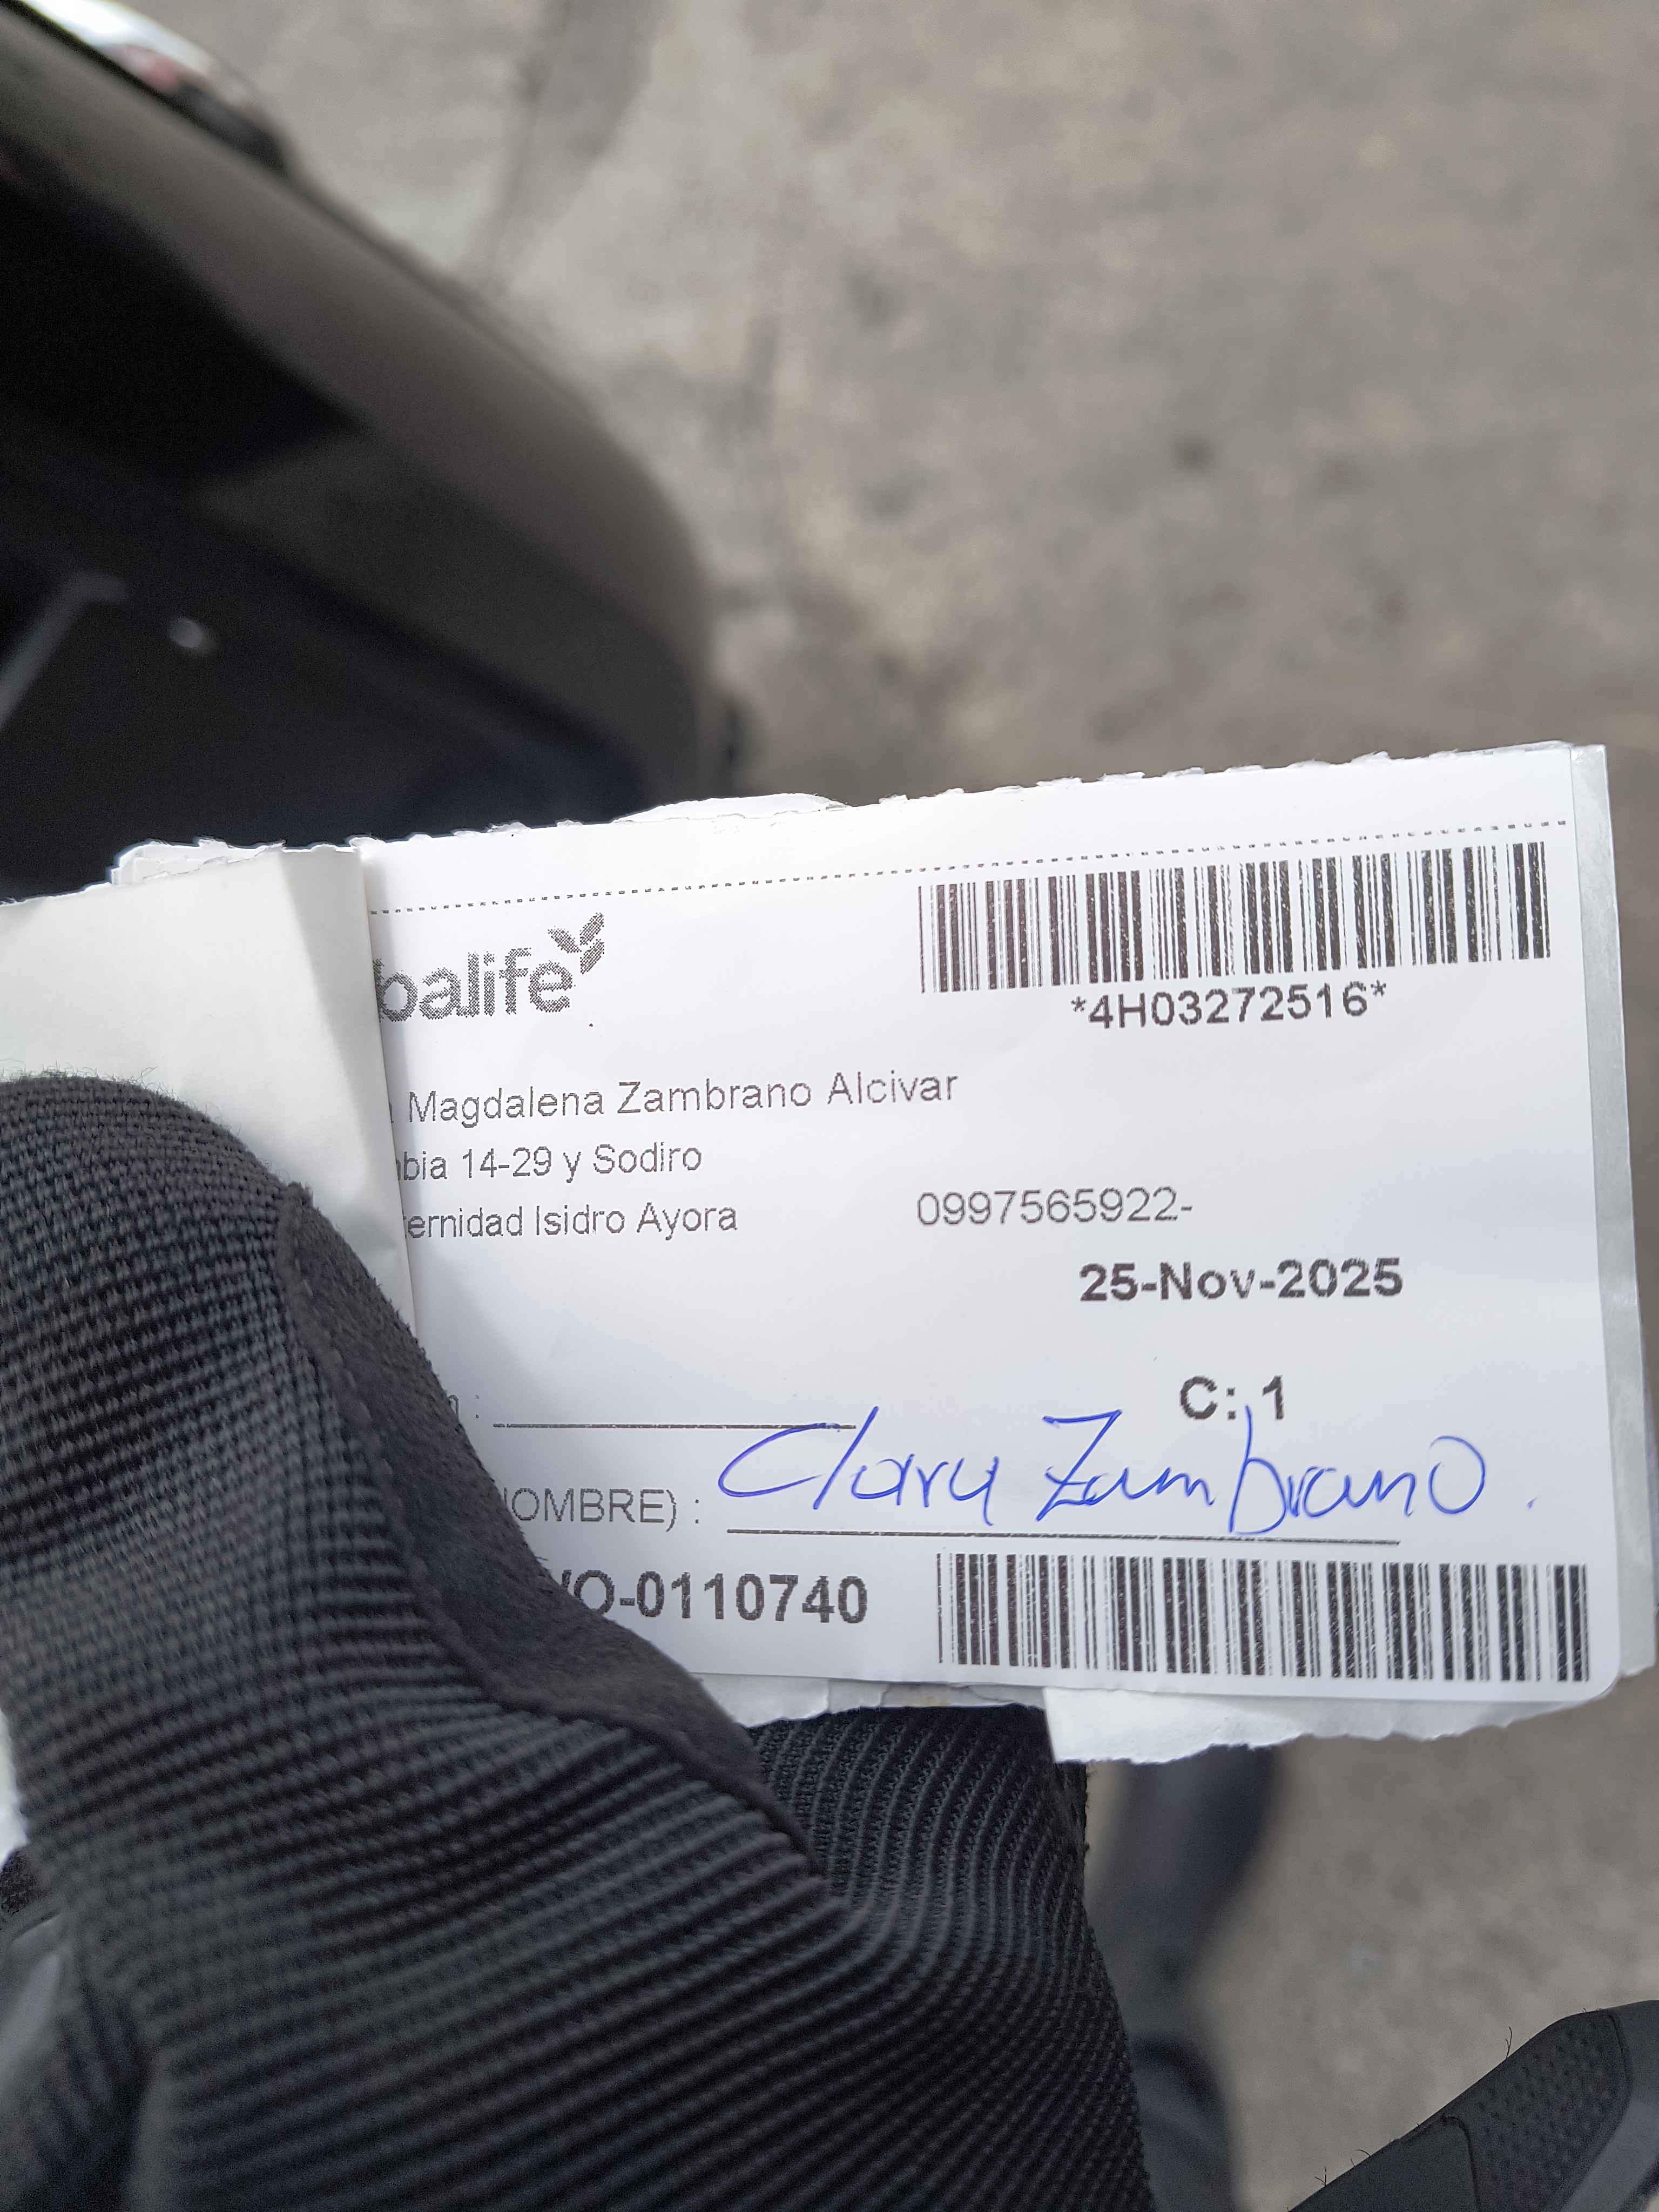 balife
*4H03272516*
Magdalena Zambrano Alcivar
bia 14-29 y Sodiro
ernidad Isidro Ayora
0997565922-
25-Nov-2025
C: 1
OMBRE) : Clara Zambrano.
O-0110740